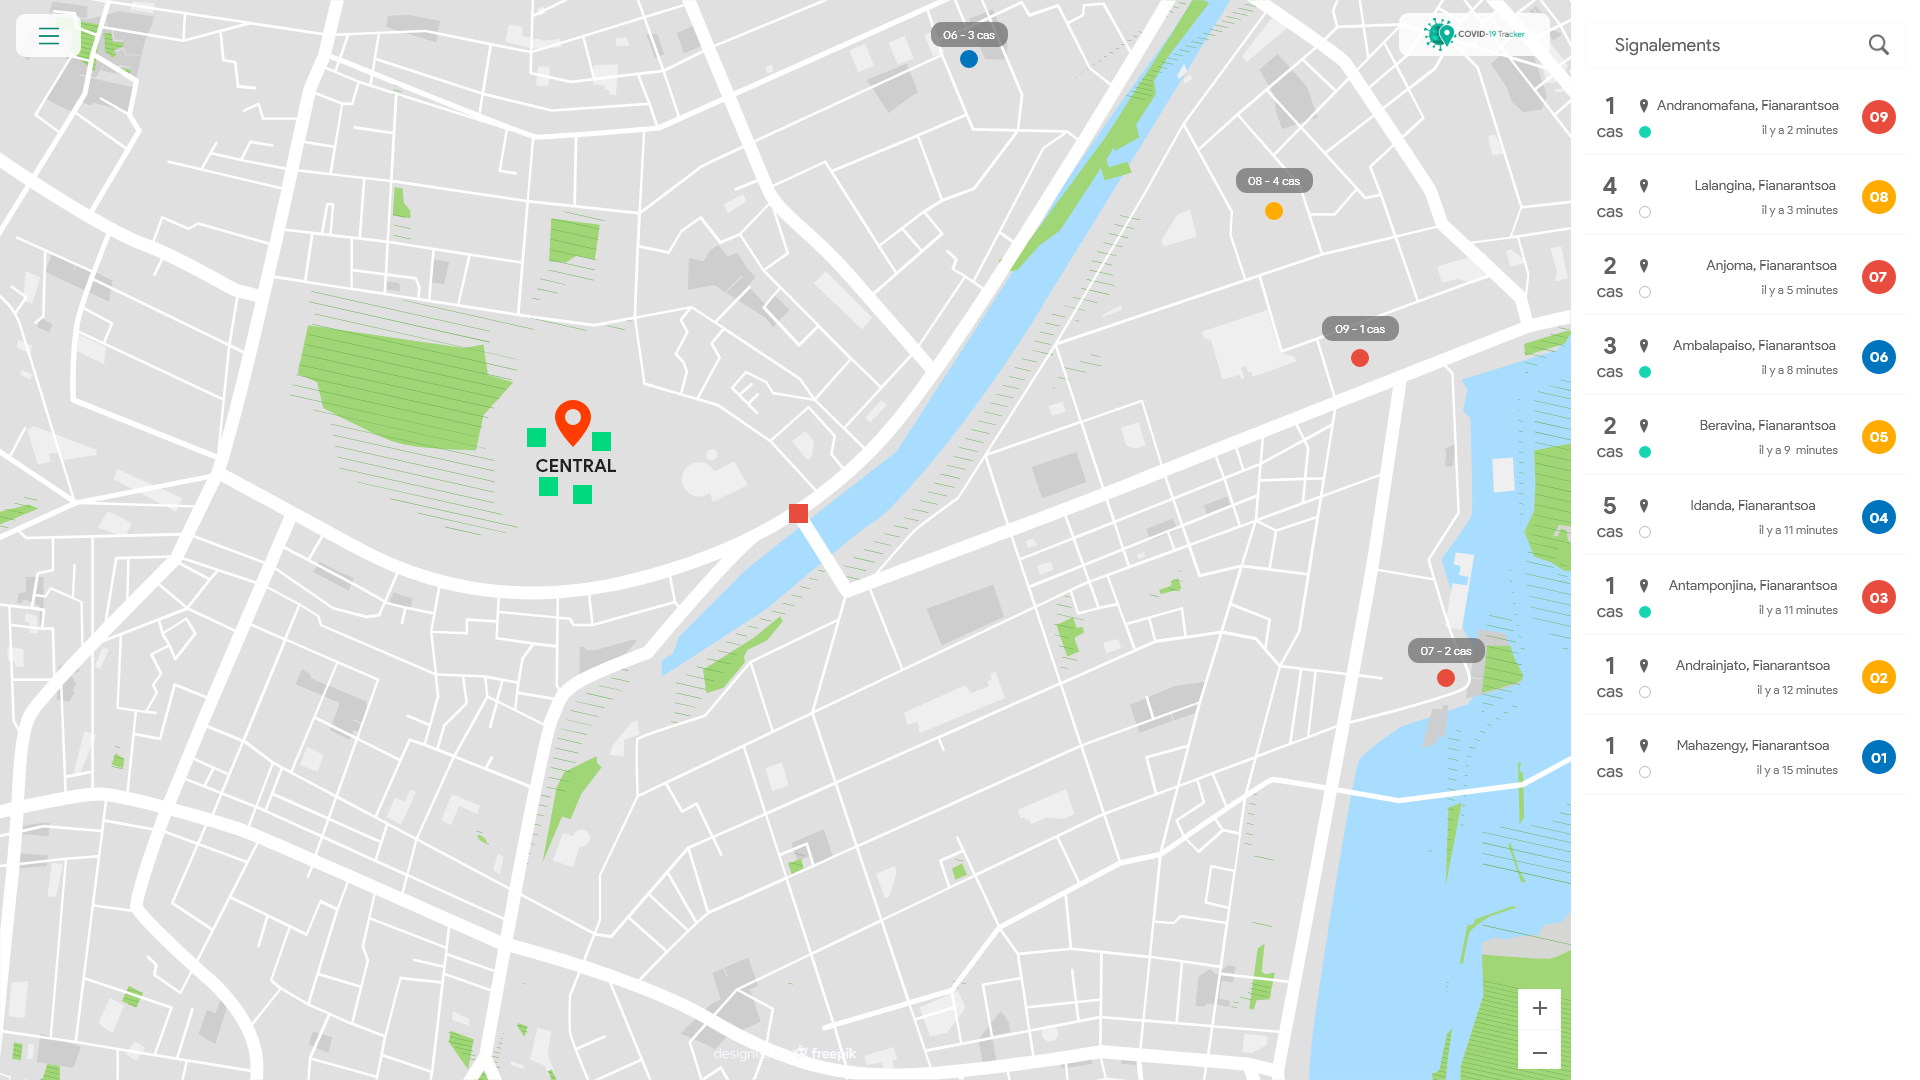 06 - 3 cas
COVID-19 Tracker
08 - 4 cas
09 - 1 cas
CENTRAL
07 - 2 cas
freepik
Signalements
1 cas
Andranomafana, Fianarantsoa
il y a 2 minutes
09
4 cas
Lalangina, Fianarantsoa
il y a 3 minutes
08
2 cas
Anjoma, Fianarantsoa
il y a 5 minutes
07
3 cas
Ambalapaiso, Fianarantsoa
il y a 8 minutes
06
2 cas
Beravina, Fianarantsoa
il y a 9 minutes
05
5 cas
Idanda, Fianarantsoa
il y a 11 minutes
04
1 cas
Antamponjina, Fianarantsoa
il y a 11 minutes
03
1 cas
Andrainjato, Fianarantsoa
il y a 12 minutes
02
1 cas
Mahazengy, Fianarantsoa
il y a 15 minutes
01